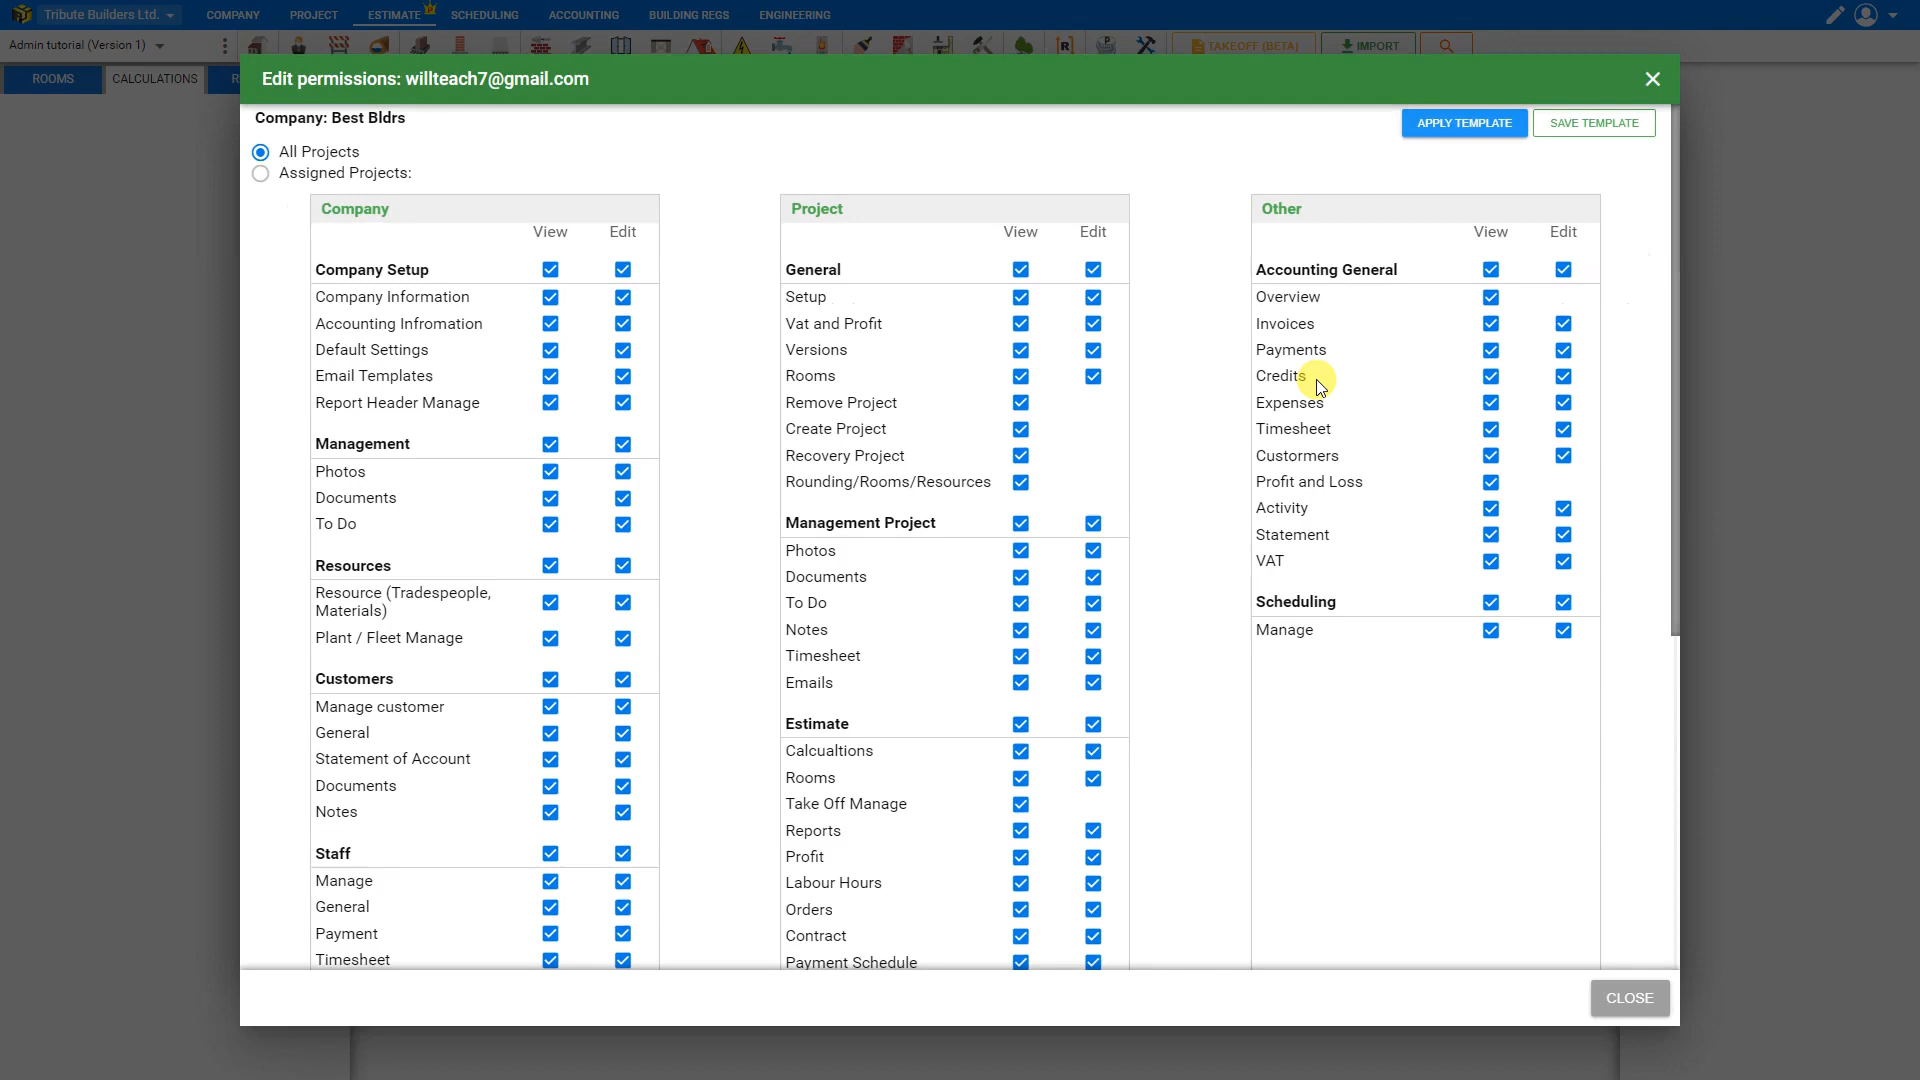 Tribute Builders Ltd. COMPANY PROJECT ESTIMATE SCHEDULING ACCOUNTING BUILDING REGS ENGINEERING
Admin tutorial (Version 1) TAKEOFF (BETA) IMPORT
ROOMS CALCULATIONS R
Edit permissions: willteach7@gmail.com
Company: Best Bldrs
APPLY TEMPLATE SAVE TEMPLATE
All Projects
Assigned Projects:
Company
View Edit
Company Setup
Company Information
Accounting Infromation
Default Settings
Email Templates
Report Header Manage
Management
Photos
Documents
To Do
Resources
Resource (Tradespeople,
Materials)
Plant / Fleet Manage
Customers
Manage customer
General
Statement of Account
Documents
Notes
Staff
Manage
General
Payment
Timesheet
Project
View Edit
General
Setup
Vat and Profit
Versions
Rooms
Remove Project
Create Project
Recovery Project
Rounding/Rooms/Resources
Management Project
Photos
Documents
To Do
Notes
Timesheet
Emails
Estimate
Calcualtions
Rooms
Take Off Manage
Reports
Profit
Labour Hours
Orders
Contract
Payment Schedule
Other
View Edit
Accounting General
Overview
Invoices
Payments
Credits
Expenses
Timesheet
Custormers
Profit and Loss
Activity
Statement
VAT
Scheduling
Manage
CLOSE